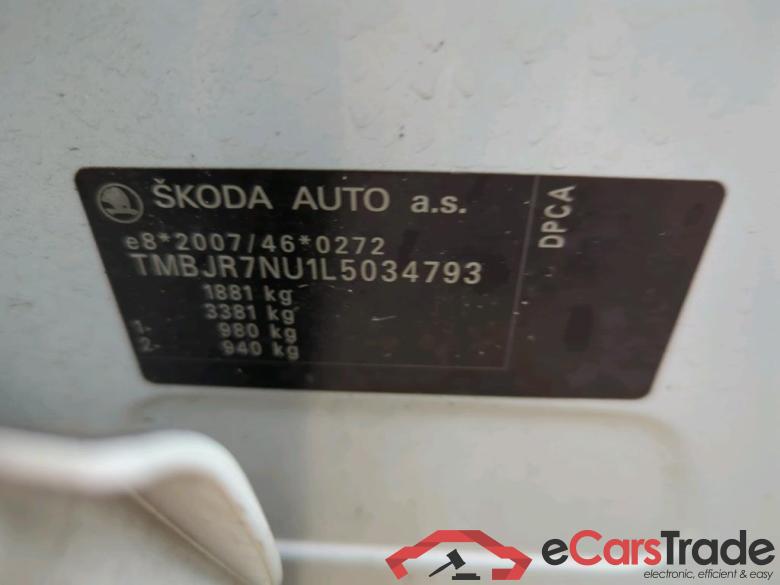 ŠKODA AUTO a.s.
e8*2007/46*0272
TMBJR7NU1L5034793
1881 kg
3381 kg
1- 980 kg
2- 940 kg
DPCA
eCarsTrade
electronic, efficient & easy